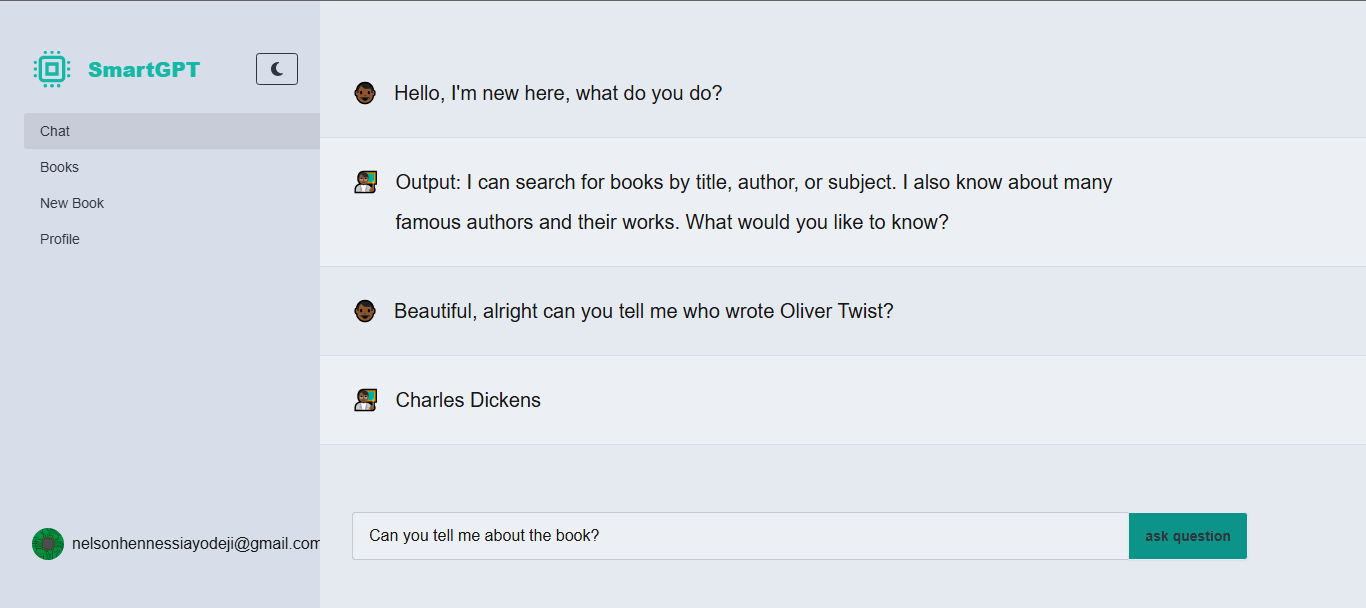 SmartGPT
Chat
Books
New Book
Profile
nelsonhennessiayodeji@gmail.com
Hello, I'm new here, what do you do?
Output: I can search for books by title, author, or subject. I also know about many
famous authors and their works. What would you like to know?
Beautiful, alright can you tell me who wrote Oliver Twist?
Charles Dickens
Can you tell me about the book?
ask question